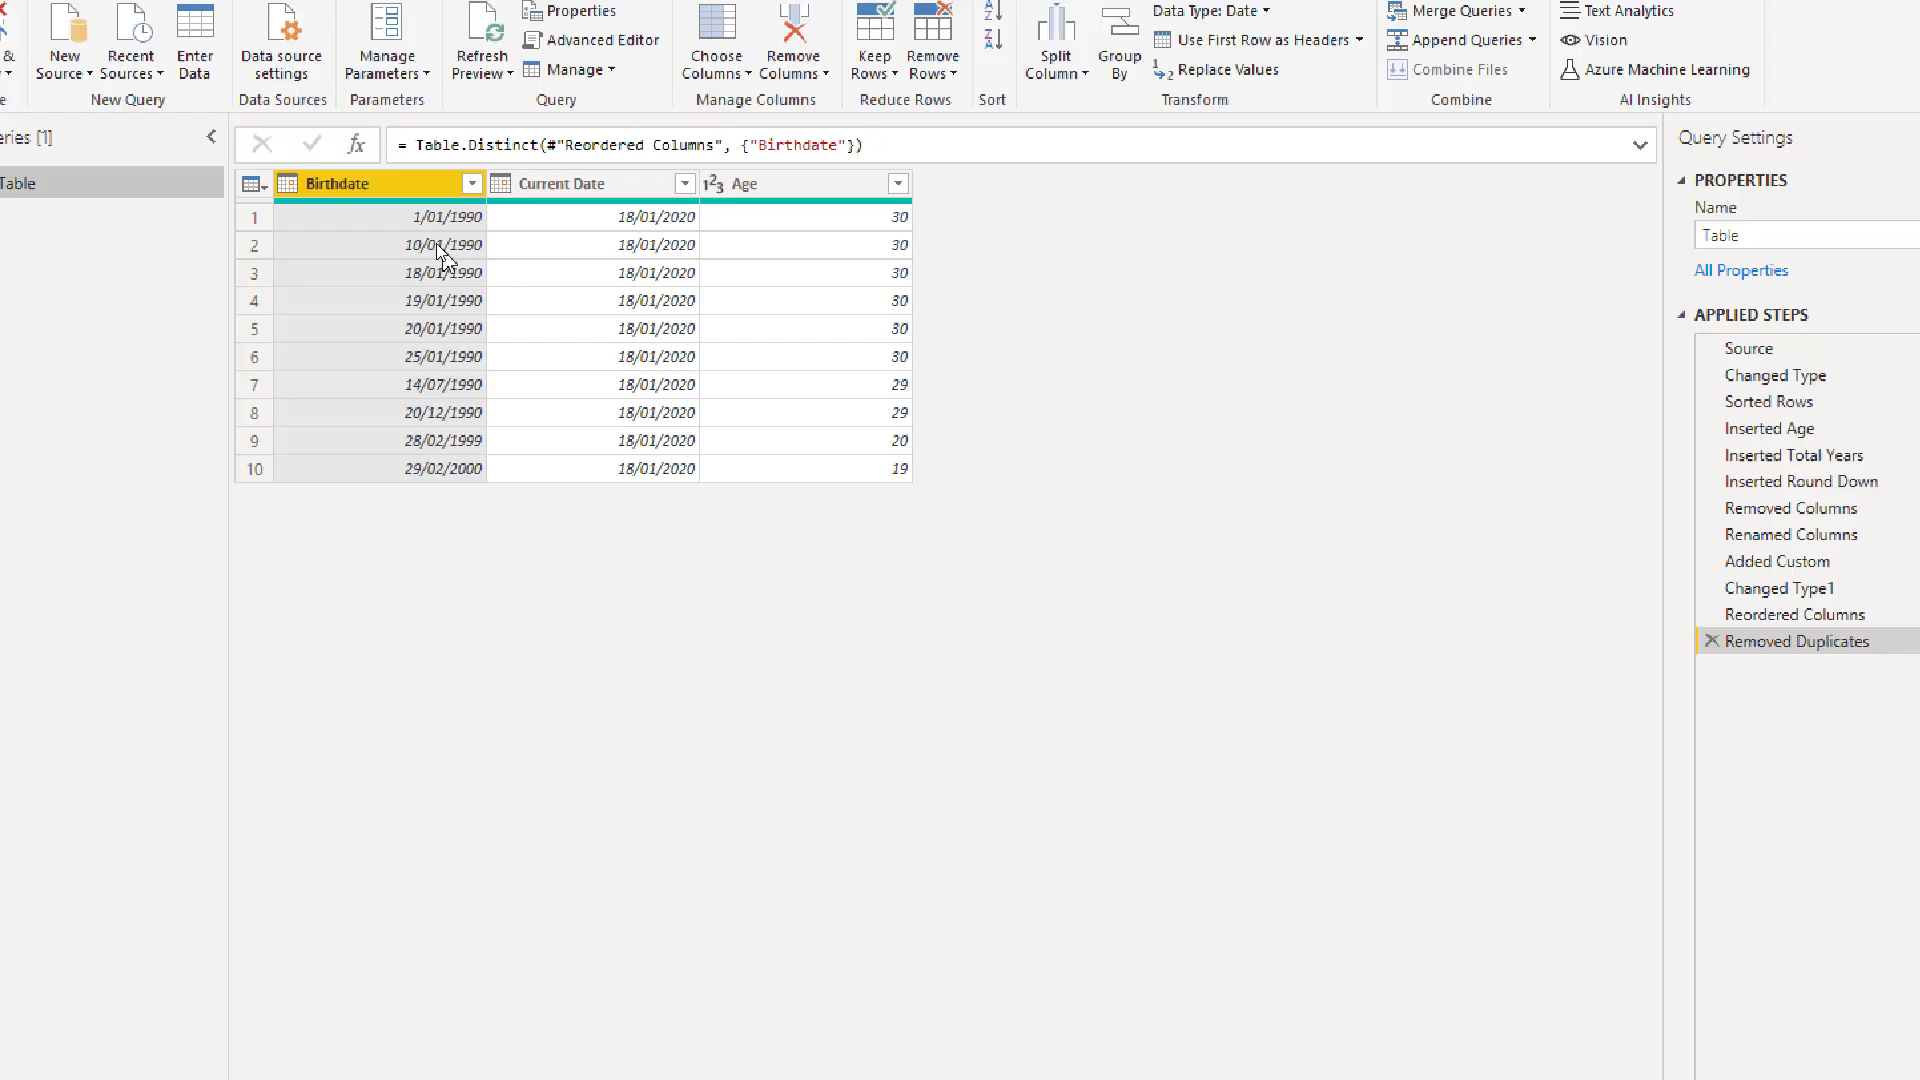 Properties
Data Type: Date
Merge Queries
Text Analytics
Advanced Editor
Use First Row as Headers
Append Queries
Vision
&
New Source
Recent Sources
Enter Data
Data source settings
Manage Parameters
Refresh Preview
Manage
Choose Columns
Remove Columns
Keep Rows
Remove Rows
Split Column
Group By
Replace Values
Combine Files
Azure Machine Learning
e
New Query
Data Sources
Parameters
Query
Manage Columns
Reduce Rows
Sort
Transform
Combine
AI Insights
eries [1]
fx
= Table.Distinct(#"Reordered Columns", {"Birthdate"})
Query Settings
Table
Birthdate
Current Date
123 Age
1 1/01/1990 18/01/2020 30
2 10/01/1990 18/01/2020 30
3 18/01/1990 18/01/2020 30
4 19/01/1990 18/01/2020 30
5 20/01/1990 18/01/2020 30
6 25/01/1990 18/01/2020 30
7 14/07/1990 18/01/2020 29
8 20/12/1990 18/01/2020 29
9 28/02/1999 18/01/2020 20
10 29/02/2000 18/01/2020 19
PROPERTIES
Name
Table
All Properties
APPLIED STEPS
Source
Changed Type
Sorted Rows
Inserted Age
Inserted Total Years
Inserted Round Down
Removed Columns
Renamed Columns
Added Custom
Changed Type1
Reordered Columns
Removed Duplicates